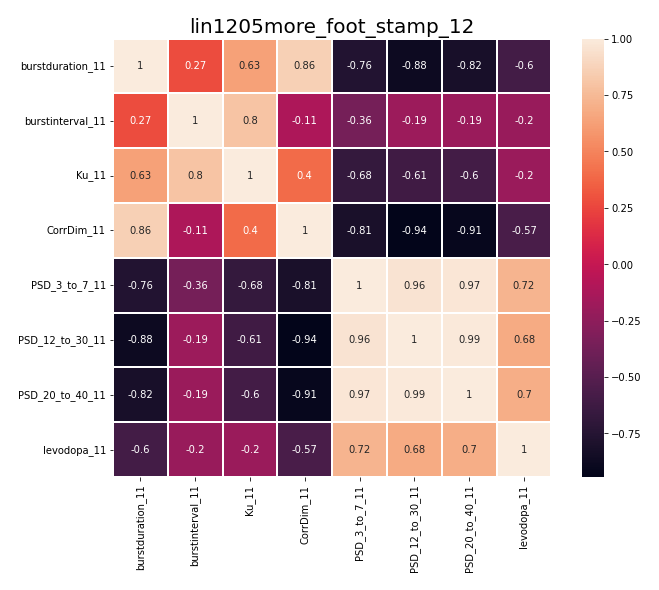 lin1205more_foot_stamp_12
burstduration_11 1 0.27 0.63 0.86 -0.76 -0.88 -0.82 -0.6
burstinterval_11 0.27 1 0.8 -0.11 -0.36 -0.19 -0.19 -0.2
Ku_11 0.63 0.8 1 0.4 -0.68 -0.61 -0.6 -0.2
CorrDim_11 0.86 -0.11 0.4 1 -0.81 -0.94 -0.91 -0.57
PSD_3_to_7_11 -0.76 -0.36 -0.68 -0.81 1 0.96 0.97 0.72
PSD_12_to_30_11 -0.88 -0.19 -0.61 -0.94 0.96 1 0.99 0.68
PSD_20_to_40_11 -0.82 -0.19 -0.6 -0.91 0.97 0.99 1 0.7
levodopa_11 -0.6 -0.2 -0.2 -0.57 0.72 0.68 0.7 1
burstduration_11
burstinterval_11
Ku_11
CorrDim_11
PSD_3_to_7_11
PSD_12_to_30_11
PSD_20_to_40_11
levodopa_11
1.00
0.75
0.50
0.25
0.00
-0.25
-0.50
-0.75